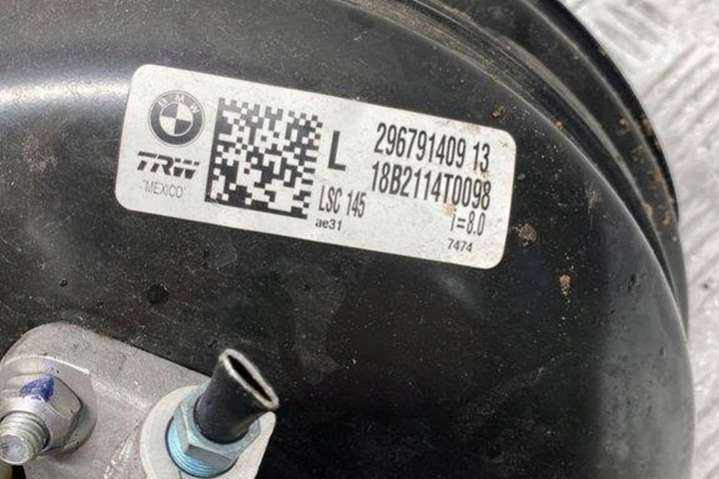 BMW
TRW
"MEXICO"
L
LSC 145
ae31
296791409 13
18B2114T0098
i=8.0
7474